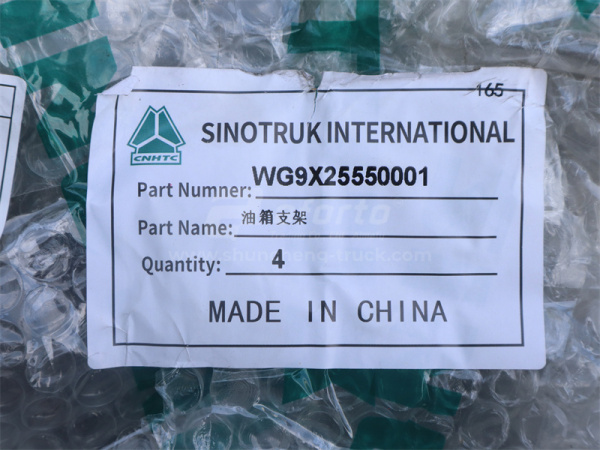 165
CNHTC
SINOTRUK INTERNATIONAL
Part Numner: WG9X25550001
Part Name: 油箱支架
Quantity: 4
MADE IN CHINA